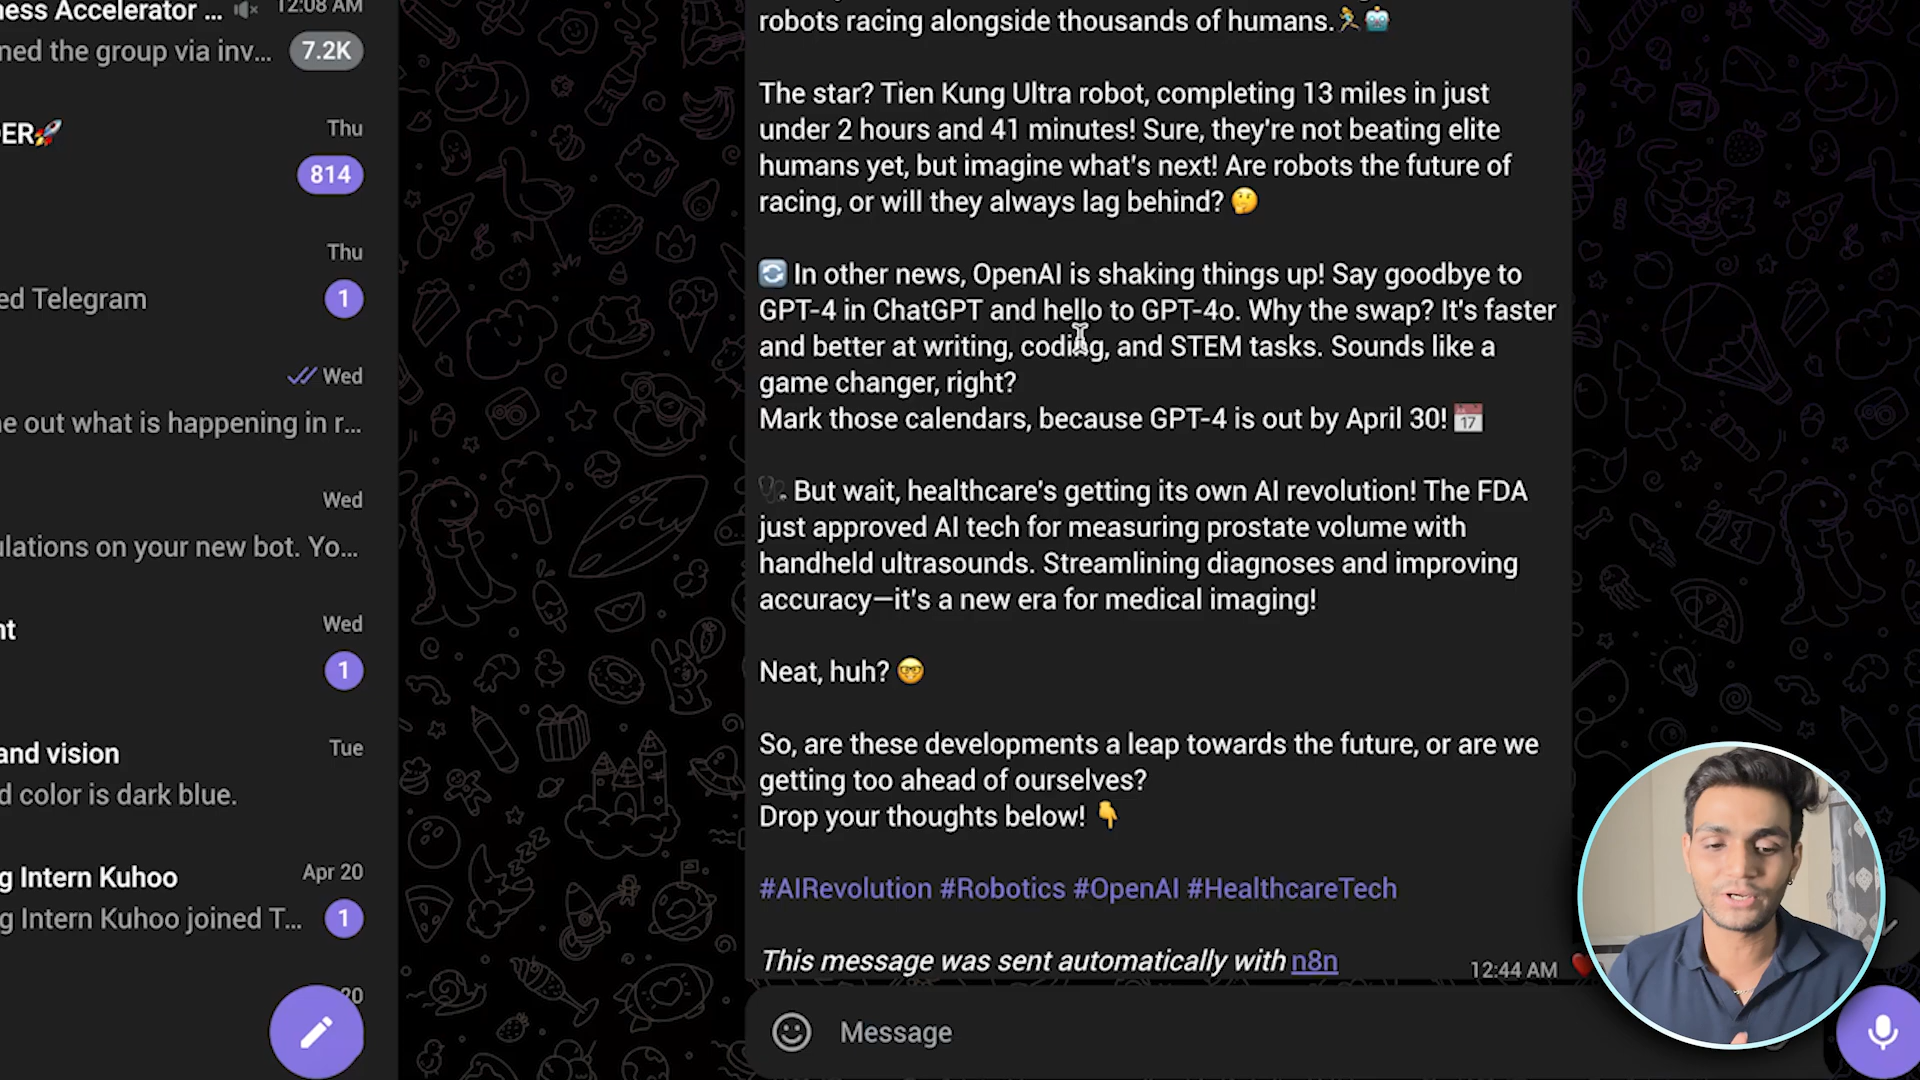 ness Accelerator ...
12:08 AM
ned the group via inv...
7.2K
DER🚀
Thu
814
Thu
ed Telegram
1
Wed
e out what is happening in r...
Wed
ulations on your new bot. Yo...
nt
Wed
1
and vision
Tue
d color is dark blue.
g Intern Kuhoo
Apr 20
g Intern Kuhoo joined T...
1
20
robots racing alongside thousands of humans.🏃🤖
The star? Tien Kung Ultra robot, completing 13 miles in just
under 2 hours and 41 minutes! Sure, they're not beating elite
humans yet, but imagine what's next! Are robots the future of
racing, or will they always lag behind? 🤔
🔄 In other news, OpenAI is shaking things up! Say goodbye to
GPT-4 in ChatGPT and hello to GPT-4o. Why the swap? It's faster
and better at writing, coding, and STEM tasks. Sounds like a
game changer, right?
Mark those calendars, because GPT-4 is out by April 30! 📅
🩺 But wait, healthcare's getting its own AI revolution! The FDA
just approved AI tech for measuring prostate volume with
handheld ultrasounds. Streamlining diagnoses and improving
accuracy—it's a new era for medical imaging!
Neat, huh? 🤓
So, are these developments a leap towards the future, or are we
getting too ahead of ourselves?
Drop your thoughts below! 👇
#AIRevolution #Robotics #OpenAI #HealthcareTech
This message was sent automatically with n8n
12:44 AM
Message